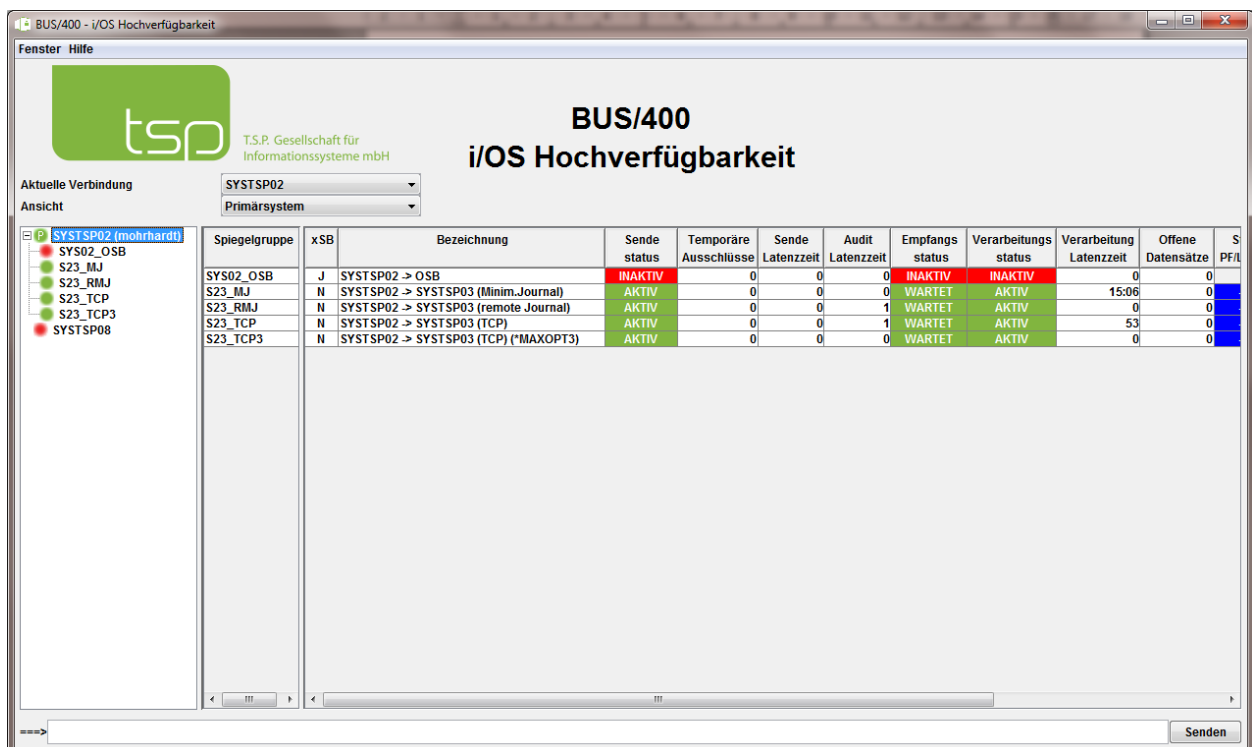 BUS/400 - i/OS Hochverfügbarkeit
Fenster Hilfe
tsp
T.S.P. Gesellschaft für
Informationssysteme mbH
BUS/400
i/OS Hochverfügbarkeit
Aktuelle Verbindung SYSTSP02
Ansicht Primärsystem
P SYSTSP02 (mohrhardt)
SYS02_OSB
S23_MJ
S23_RMJ
S23_TCP
S23_TCP3
SYSTSP08
Spiegelgruppe xSB Bezeichnung Sende status Temporäre Ausschlüsse Sende Latenzzeit Audit Latenzzeit Empfangs status Verarbeitungs status Verarbeitung Latenzzeit Offene Datensätze
SYS02_OSB J SYSTSP02 -> OSB INAKTIV 0 0 0 INAKTIV INAKTIV 0 0
S23_MJ N SYSTSP02 -> SYSTSP03 (Minim.Journal) AKTIV 0 0 0 WARTET AKTIV 15:06 0
S23_RMJ N SYSTSP02 -> SYSTSP03 (remote Journal) AKTIV 0 0 1 WARTET AKTIV 0 0
S23_TCP N SYSTSP02 -> SYSTSP03 (TCP) AKTIV 0 0 1 WARTET AKTIV 53 0
S23_TCP3 N SYSTSP02 -> SYSTSP03 (TCP) (*MAXOPT3) AKTIV 0 0 0 WARTET AKTIV 0 0
===> Senden